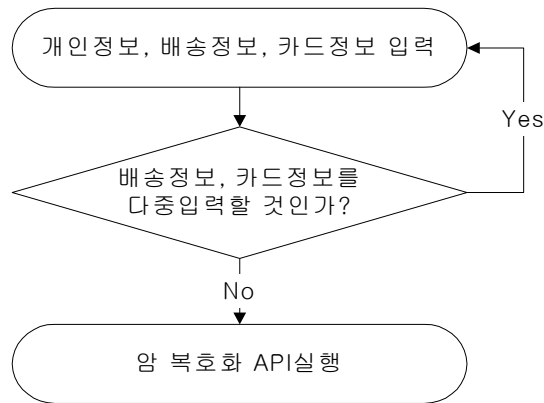 개인정보, 배송정보, 카드정보 입력
Yes
배송정보, 카드정보를
다중입력할 것인가?
No
암 복호화 API실행